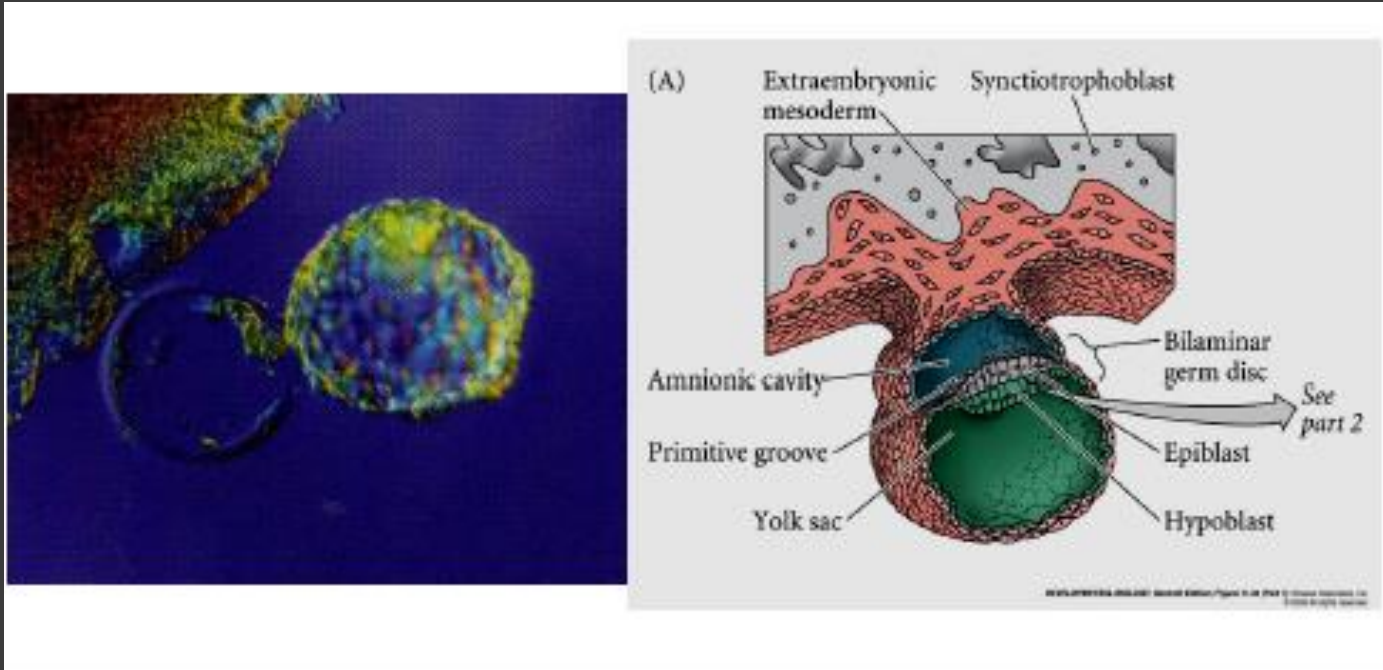 (A)
Extraembryonic
mesoderm
Synctiotrophoblast
Amnionic cavity
Bilaminar
germ disc
See
part 2
Primitive groove
Epiblast
Yolk sac
Hypoblast